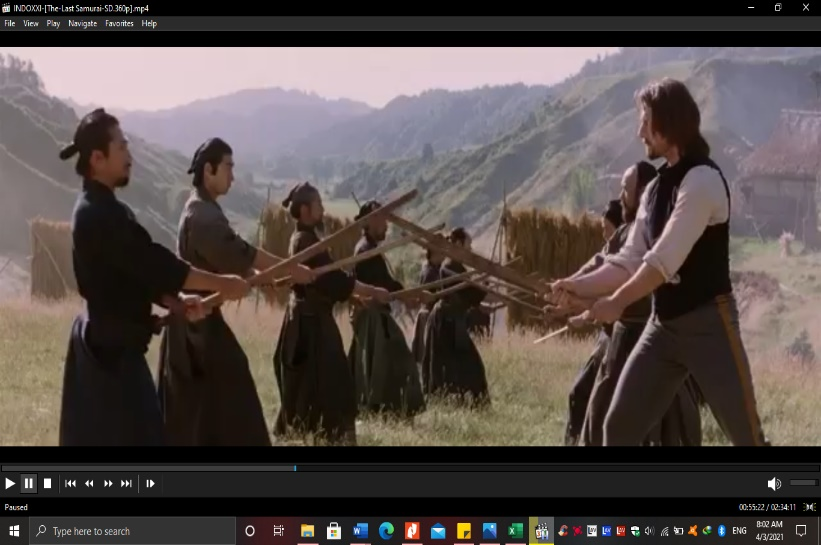 INDOXXI-[The-Last Samurai-SD.360p].mp4
File View Play Navigate Favorites Help
Paused
00:55:22 / 02:34:11
Type here to search
ENG
8:02 AM
4/3/2021